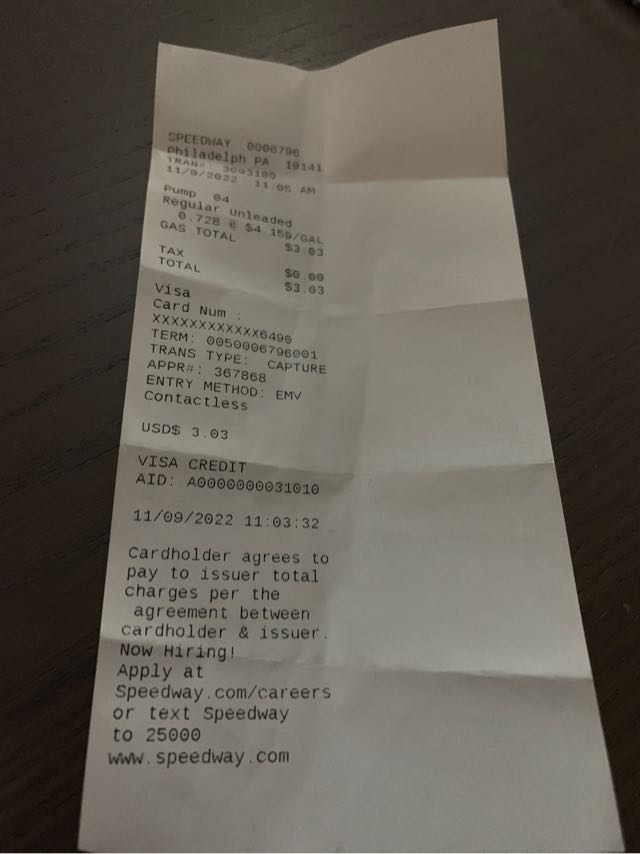 SPEEDWAY 0006796
Philadelph PA 19141
TRAN#: 3693180
11/9/2022 11:05 AM
Pump 04
Regular Unleaded
0.728 @ $4.159/GAL
GAS TOTAL $3.03
TAX $0.00
TOTAL $3.03
Visa
Card Num :
XXXXXXXXXXXX6490
TERM: 0050006796001
TRANS TYPE: CAPTURE
APPR#: 367868
ENTRY METHOD: EMV
Contactless
USD$ 3.03
VISA CREDIT
AID: A0000000031010
11/09/2022 11:03:32
Cardholder agrees to
pay to issuer total
charges per the
agreement between
cardholder & issuer.
Now Hiring!
Apply at
Speedway.com/careers
or text Speedway
to 25000
www.speedway.com